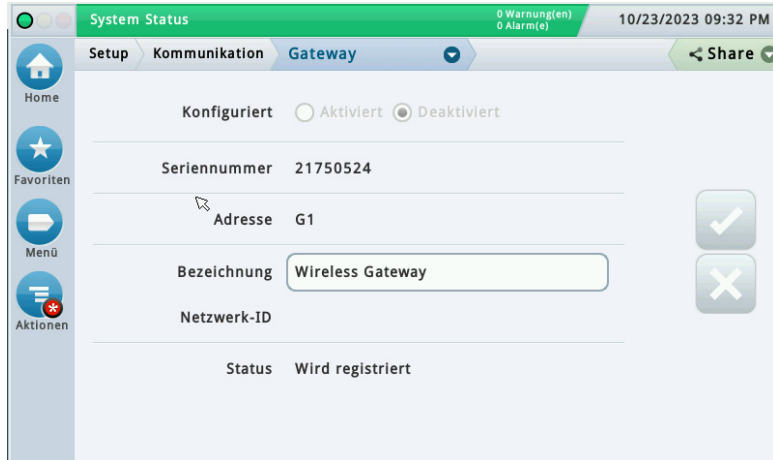 System Status
0 Warnung(en)
0 Alarm(e)
10/23/2023 09:32 PM
Setup Kommunikation Gateway
Share
Home
Favoriten
Menü
Aktionen
Konfiguriert Aktiviert Deaktiviert
Seriennummer 21750524
Adresse G1
Bezeichnung Wireless Gateway
Netzwerk-ID
Status Wird registriert